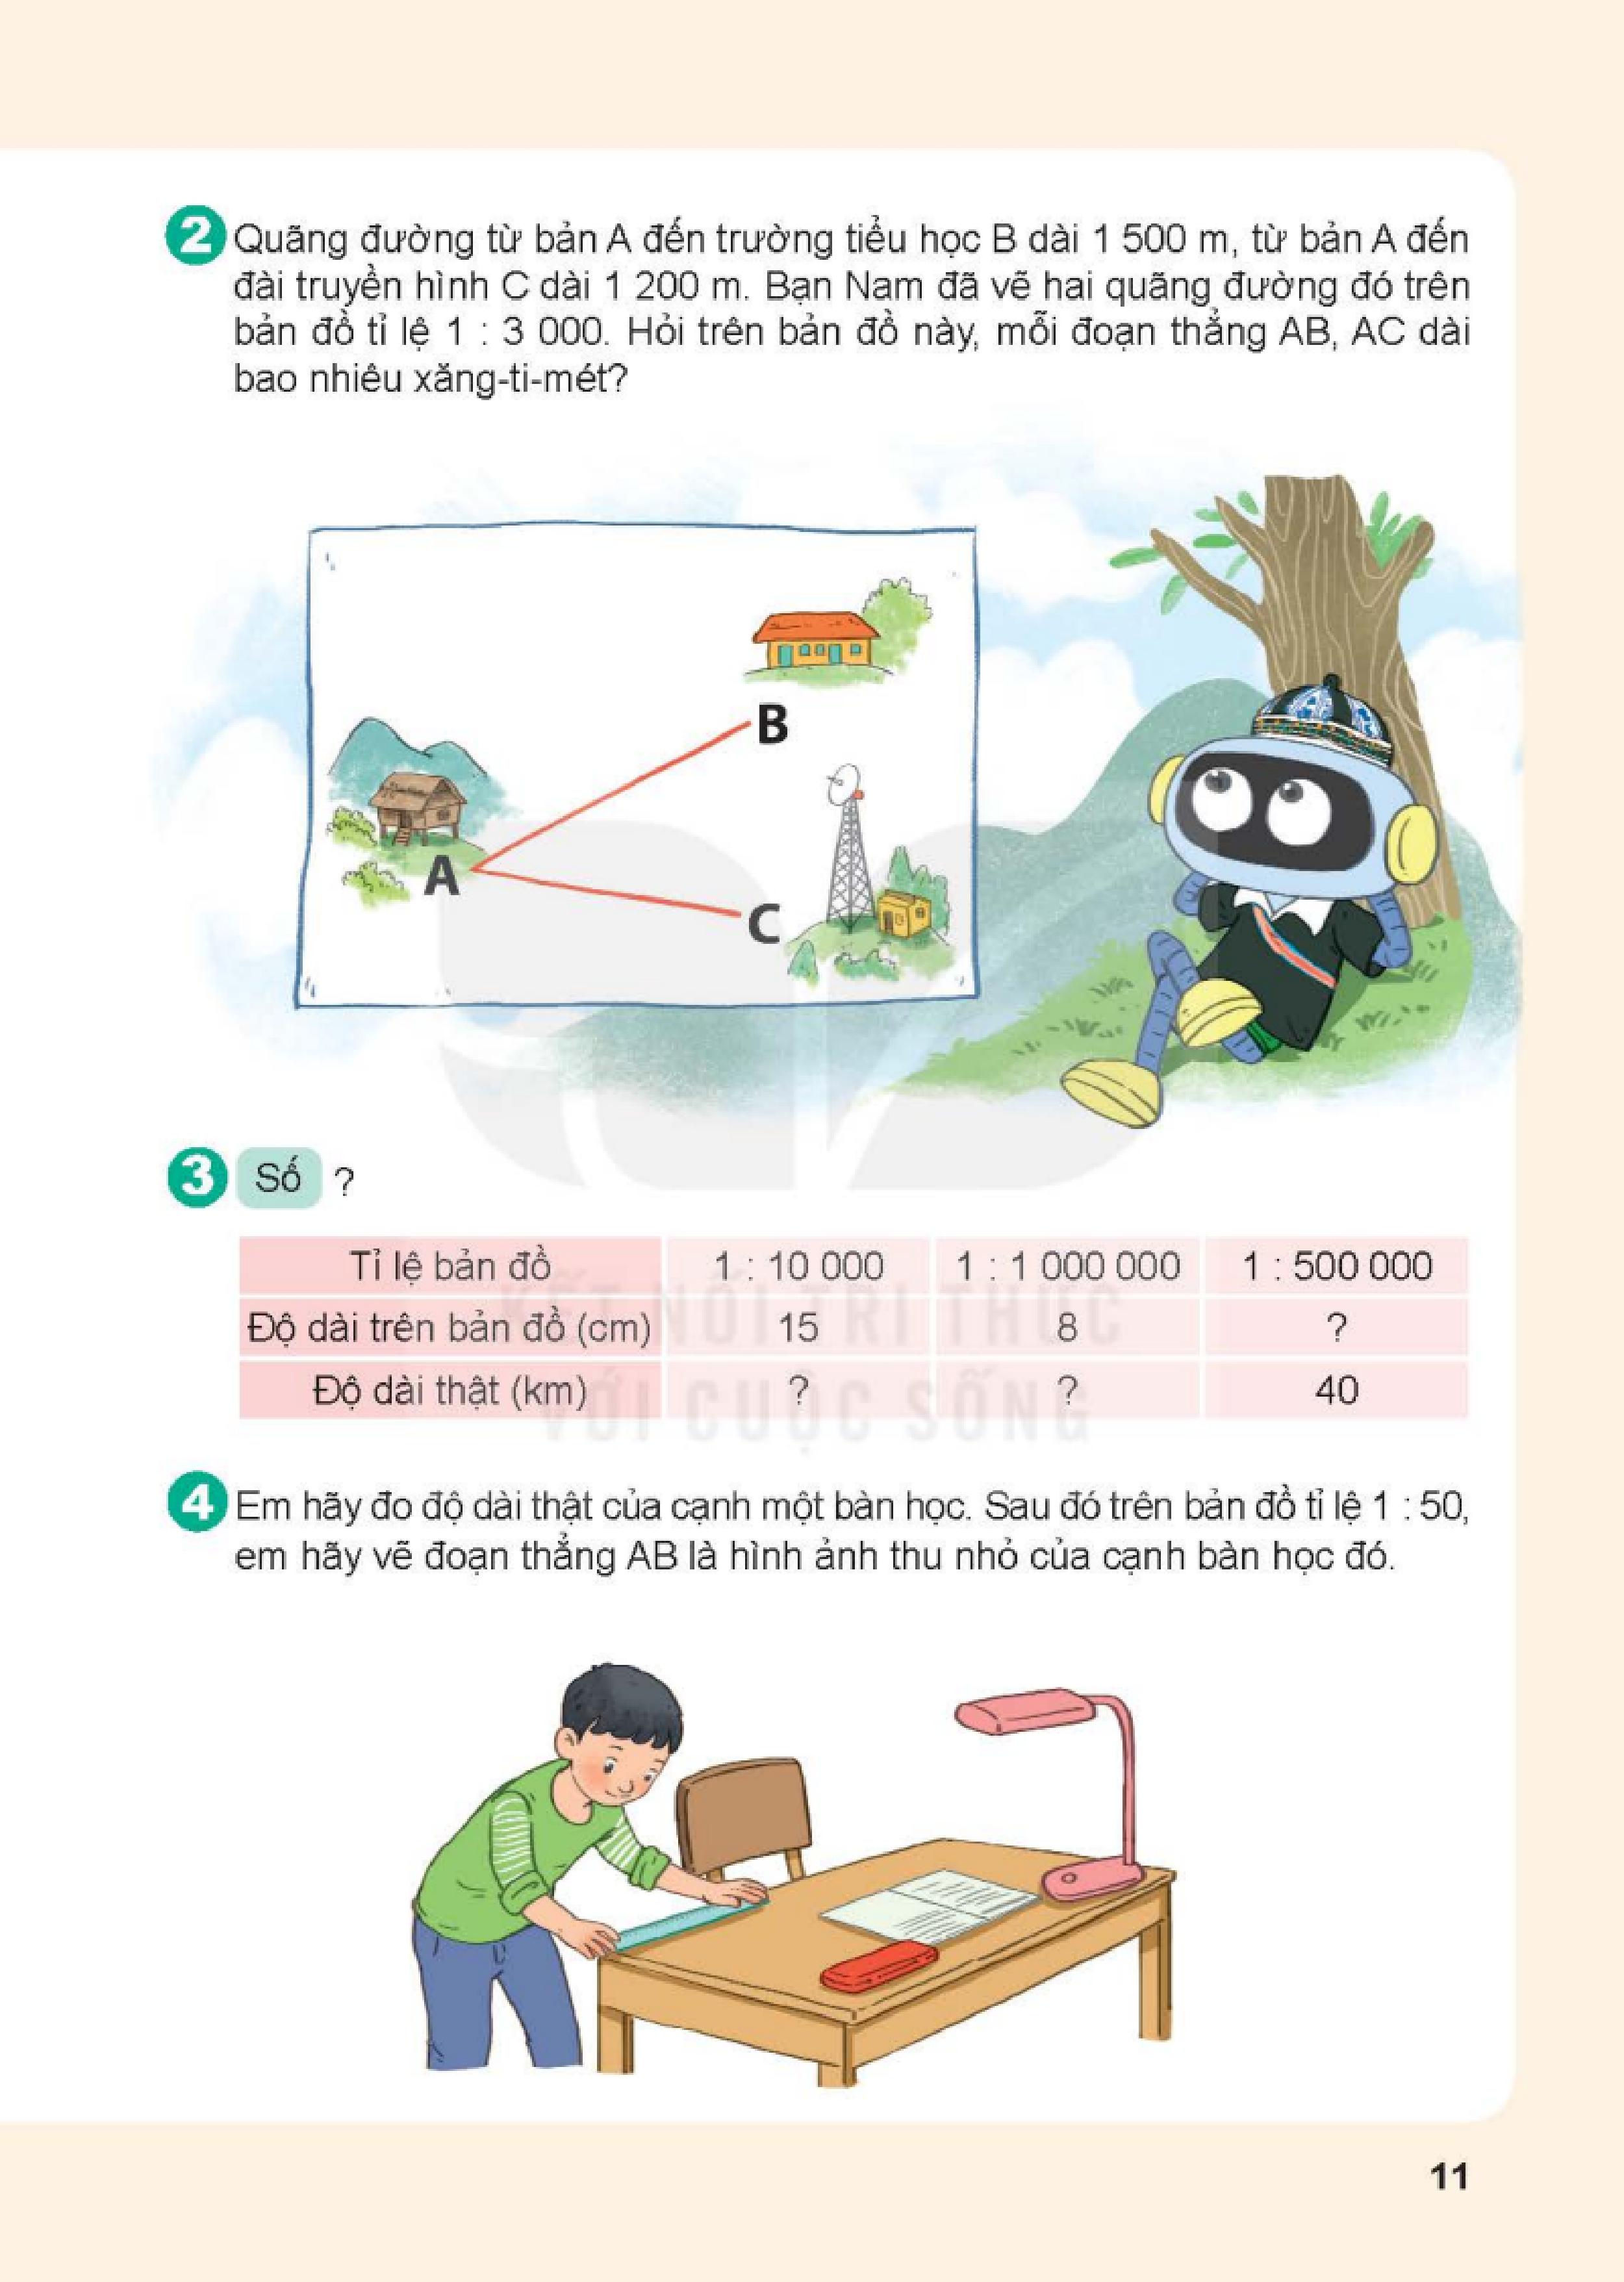 2 Quãng đường từ bản A đến trường tiểu học B dài 1 500 m, từ bản A đến
đài truyền hình C dài 1 200 m. Bạn Nam đã vẽ hai quãng đường đó trên
bản đồ tỉ lệ 1 : 3 000. Hỏi trên bản đồ này, mỗi đoạn thẳng AB, AC dài
bao nhiêu xăng-ti-mét?
B
A
C
3 Số ?
Tỉ lệ bản đồ 1 : 10 000 1 : 1 000 000 1 : 500 000
Độ dài trên bản đồ (cm) 15 8 ?
Độ dài thật (km) ? ? 40
KẾT NỐI TRI THỨC
VỚI CUỘC SỐNG
4 Em hãy đo độ dài thật của cạnh một bàn học. Sau đó trên bản đồ tỉ lệ 1 : 50,
em hãy vẽ đoạn thẳng AB là hình ảnh thu nhỏ của cạnh bàn học đó.
11